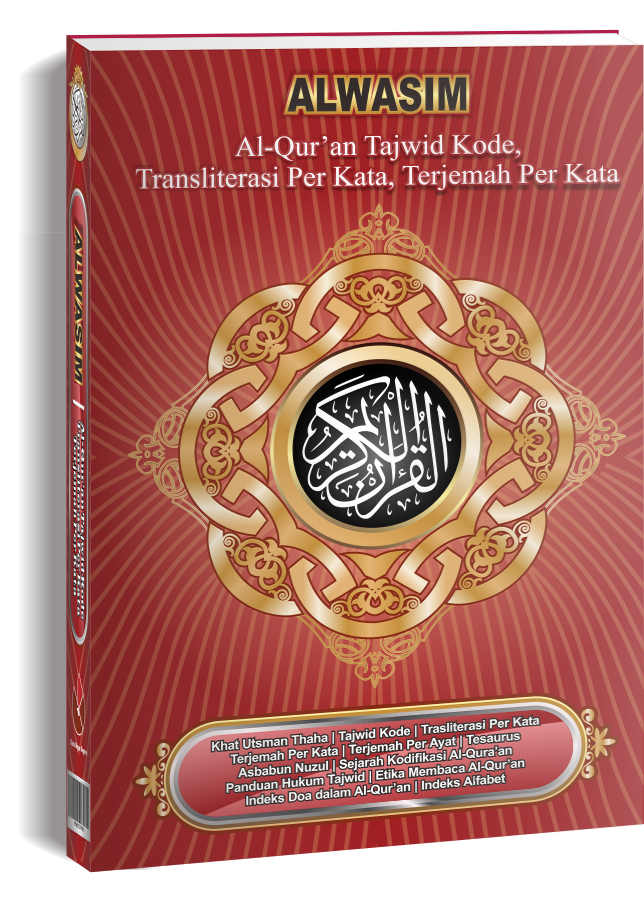 ALWASIM
Al-Qur’an Tajwid Kode,
Transliterasi Per Kata, Terjemah Per Kata
القرآن الكريم
Khat Utsman Thaha | Tajwid Kode | Trasliterasi Per Kata
Terjemah Per Kata | Terjemah Per Ayat | Tesaurus
Asbabun Nuzul | Sejarah Kodifikasi Al-Qura'an
Panduan Hukum Tajwid | Etika Membaca Al-Qur'an
Indeks Doa dalam Al-Qur'an | Indeks Alfabet
ALWASIM